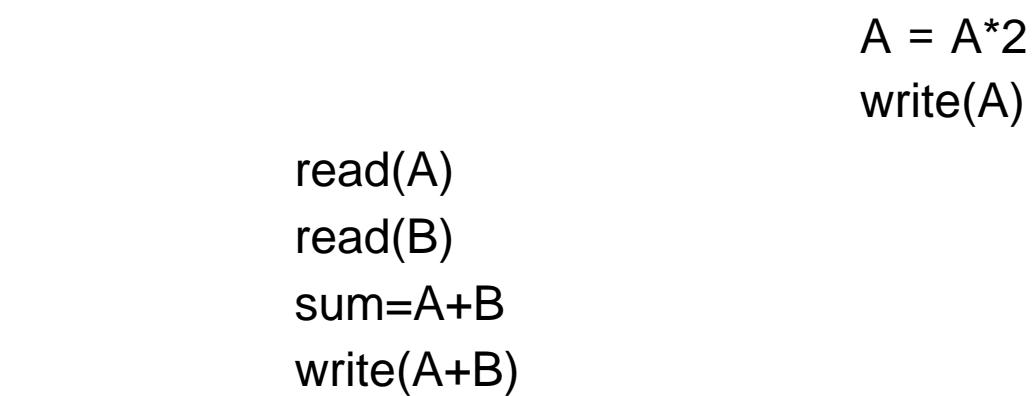 A = A*2
write(A)
read(A)
read(B)
sum=A+B
write(A+B)